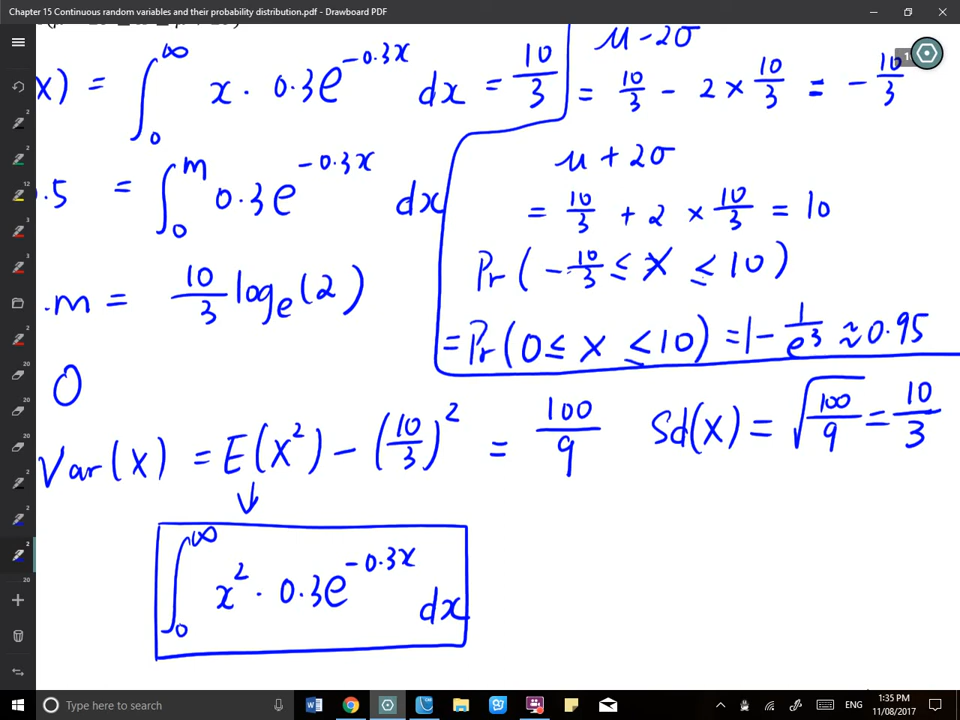 Chapter 15 Continuous random variables and their probability distribution.pdf - Drawboard PDF
x) = ∫₀^∞ x · 0.3e^{-0.3x} dx = 10/3
.5 = ∫₀^m 0.3e^{-0.3x} dx
.m = 10/3 logₑ(2)
0
μ - 2σ
= 10/3 - 2 × 10/3 = - 10/3
μ + 2σ
= 10/3 + 2 × 10/3 = 10
Pr(-10/3 ≤ X ≤ 10)
= Pr(0 ≤ X ≤ 10) = 1 - 1/e³ ≈ 0.95
Var(X) = E(X²) - (10/3)² = 100/9
Sd(X) = √(100/9) = 10/3
↓
∫₀^∞ x² · 0.3e^{-0.3x} dx
Type here to search
ENG
1:35 PM
11/08/2017